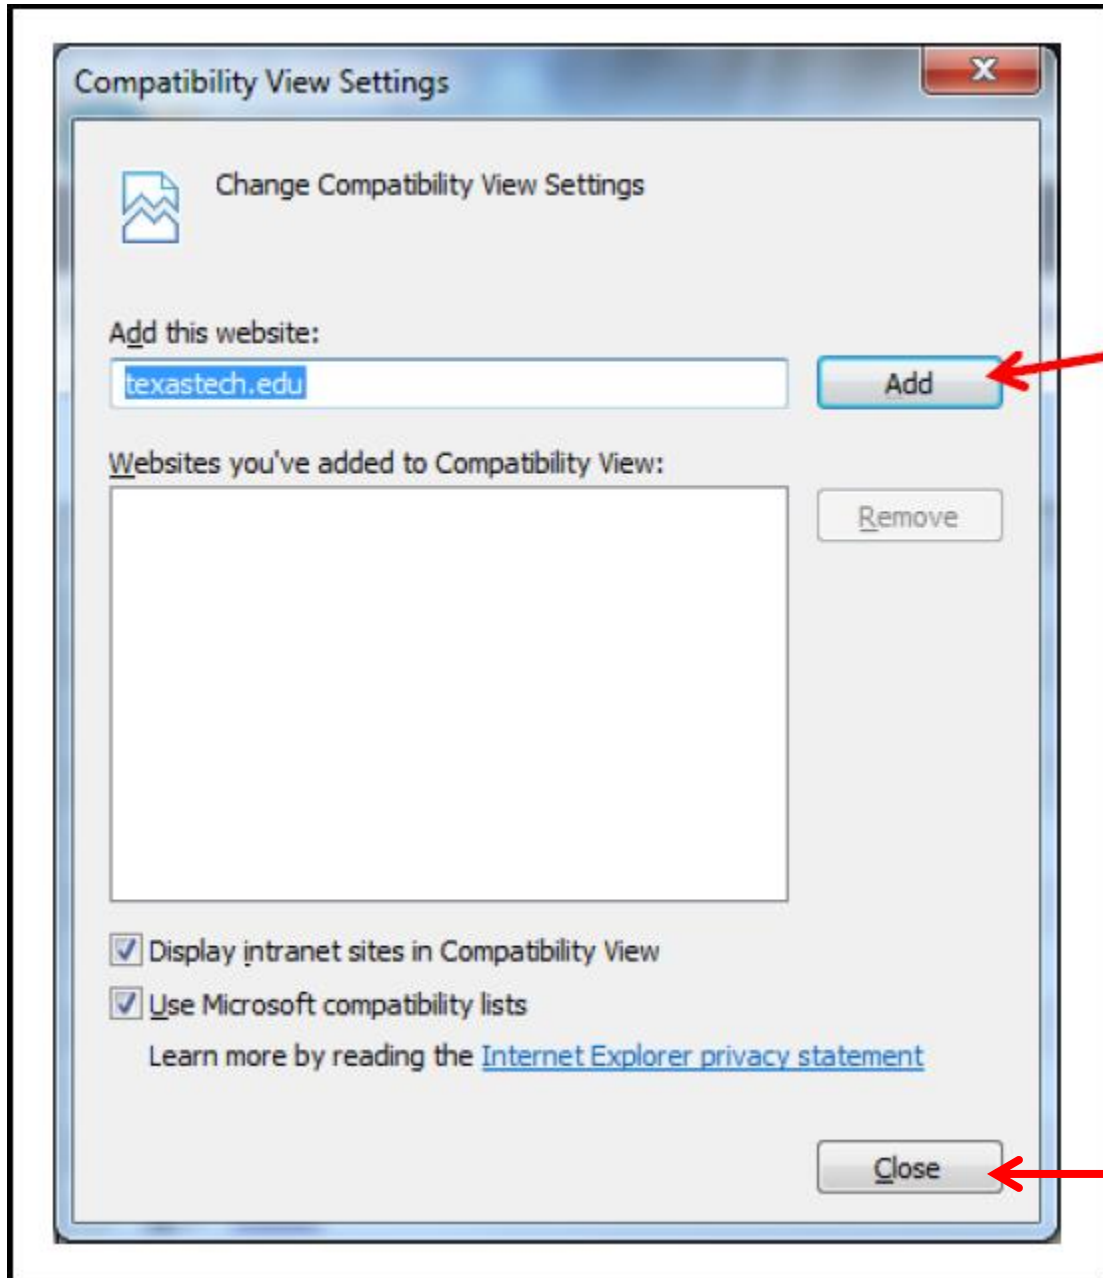 Compatibility View Settings
Change Compatibility View Settings
Add this website:
texastech.edu
Add
Websites you've added to Compatibility View:
Remove
Display intranet sites in Compatibility View
Use Microsoft compatibility lists
Learn more by reading the Internet Explorer privacy statement
Close